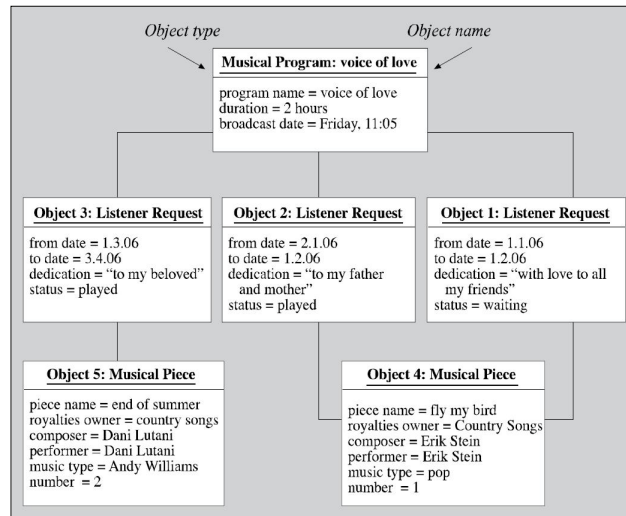 Object type
Object name
Musical Program: voice of love
program name = voice of love
duration = 2 hours
broadcast date = Friday, 11:05
Object 3: Listener Request
from date = 1.3.06
to date = 3.4.06
dedication = “to my beloved”
status = played
Object 2: Listener Request
from date = 2.1.06
to date = 1.2.06
dedication = “to my father
and mother”
status = played
Object 1: Listener Request
from date = 1.1.06
to date = 1.2.06
dedication = “with love to all
my friends”
status = waiting
Object 5: Musical Piece
piece name = end of summer
royalties owner = country songs
composer = Dani Lutani
performer = Dani Lutani
music type = Andy Williams
number = 2
Object 4: Musical Piece
piece name = fly my bird
royalties owner = Country Songs
composer = Erik Stein
performer = Erik Stein
music type = pop
number = 1